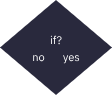 if?
no yes